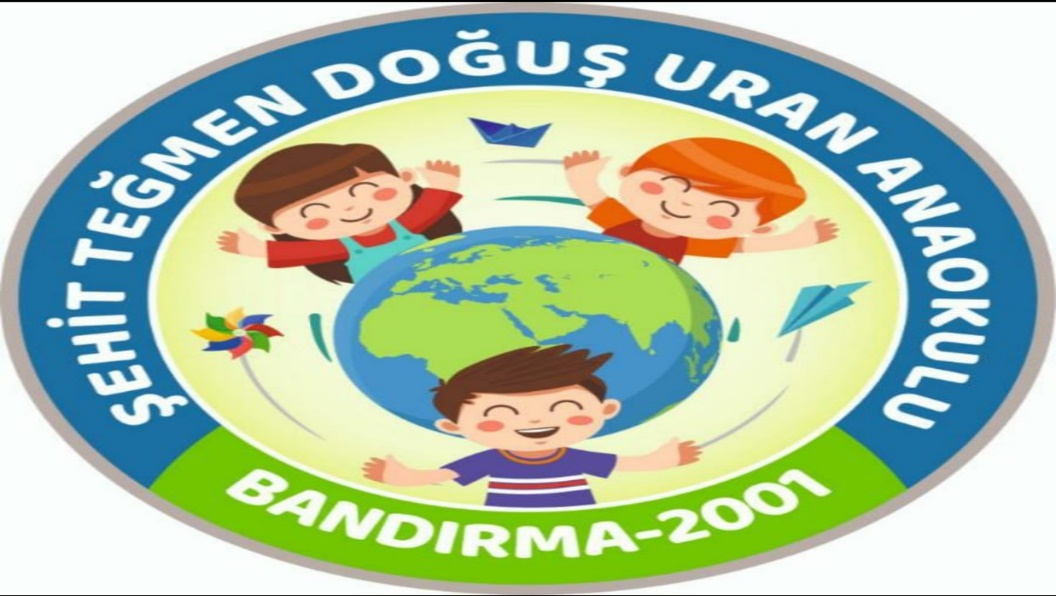 ŞEHİT TEĞMEN DOĞUŞ URAN ANAOKULU
BANDIRMA-2001